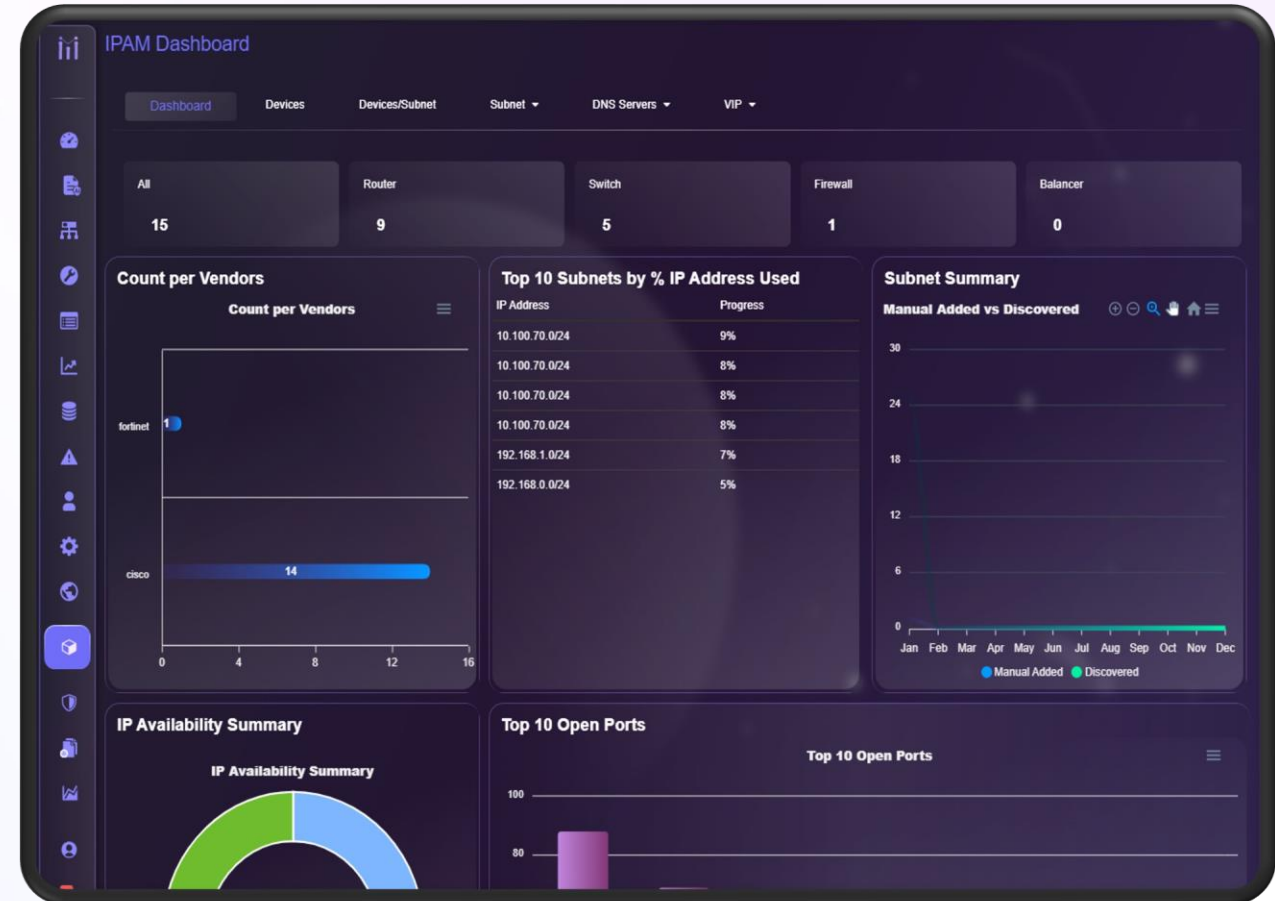 IPAM Dashboard
Dashboard Devices Devices/Subnet Subnet DNS Servers VIP
All Router Switch Firewall Balancer
15 9 5 1 0
Count per Vendors
Count per Vendors
fortinet 1
cisco 14
0 4 8 12 16
Top 10 Subnets by % IP Address Used
IP Address Progress
10.100.70.0/24 9%
10.100.70.0/24 8%
10.100.70.0/24 8%
10.100.70.0/24 8%
192.168.1.0/24 7%
192.168.0.0/24 5%
Subnet Summary
Manual Added vs Discovered
30
24
18
12
6
0
Jan Feb Mar Apr May Jun Jul Aug Sep Oct Nov Dec
Manual Added Discovered
IP Availability Summary
IP Availability Summary
Top 10 Open Ports
Top 10 Open Ports
100
80